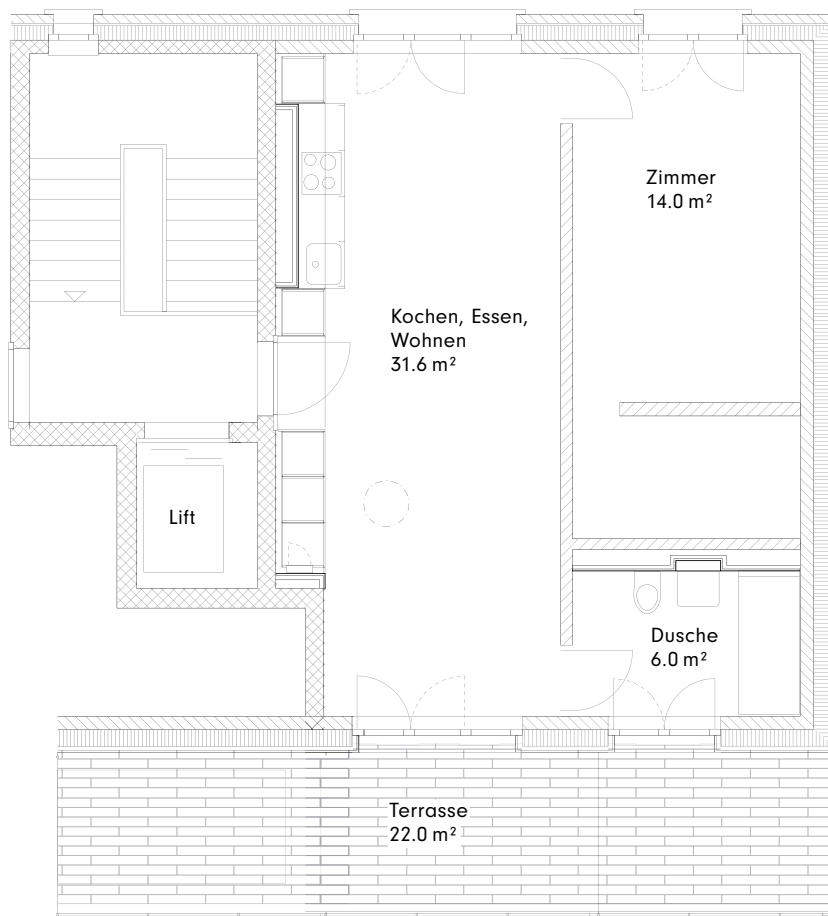 Zimmer
14.0 m²
Kochen, Essen,
Wohnen
31.6 m²
Lift
Dusche
6.0 m²
Terrasse
22.0 m²